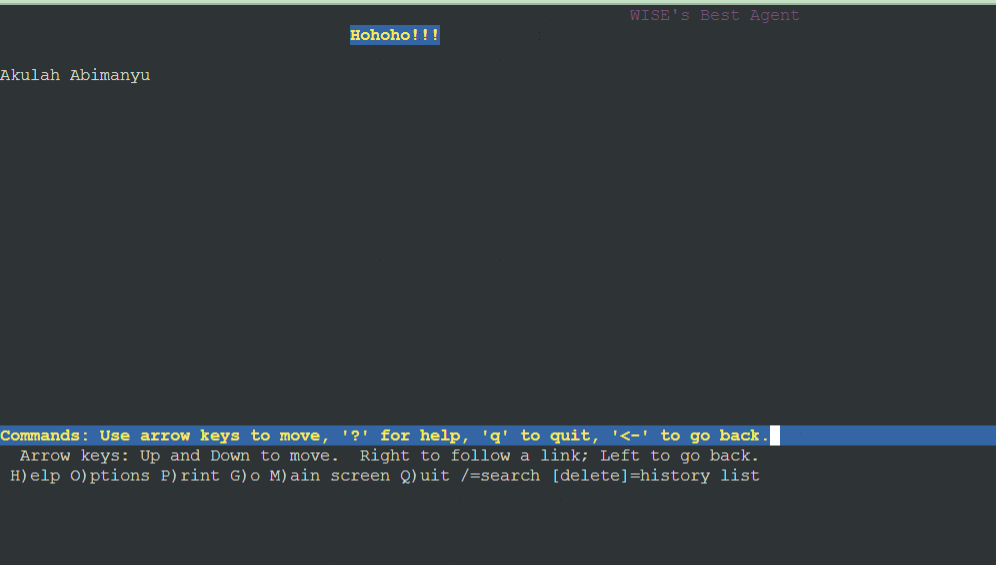 WISE's Best Agent
Hohoho!!!
Akulah Abimanyu
Commands: Use arrow keys to move, '?' for help, 'q' to quit, '<-' to go back.
Arrow keys: Up and Down to move. Right to follow a link; Left to go back.
H)elp O)ptions P)rint G)o M)ain screen Q)uit /=search [delete]=history list